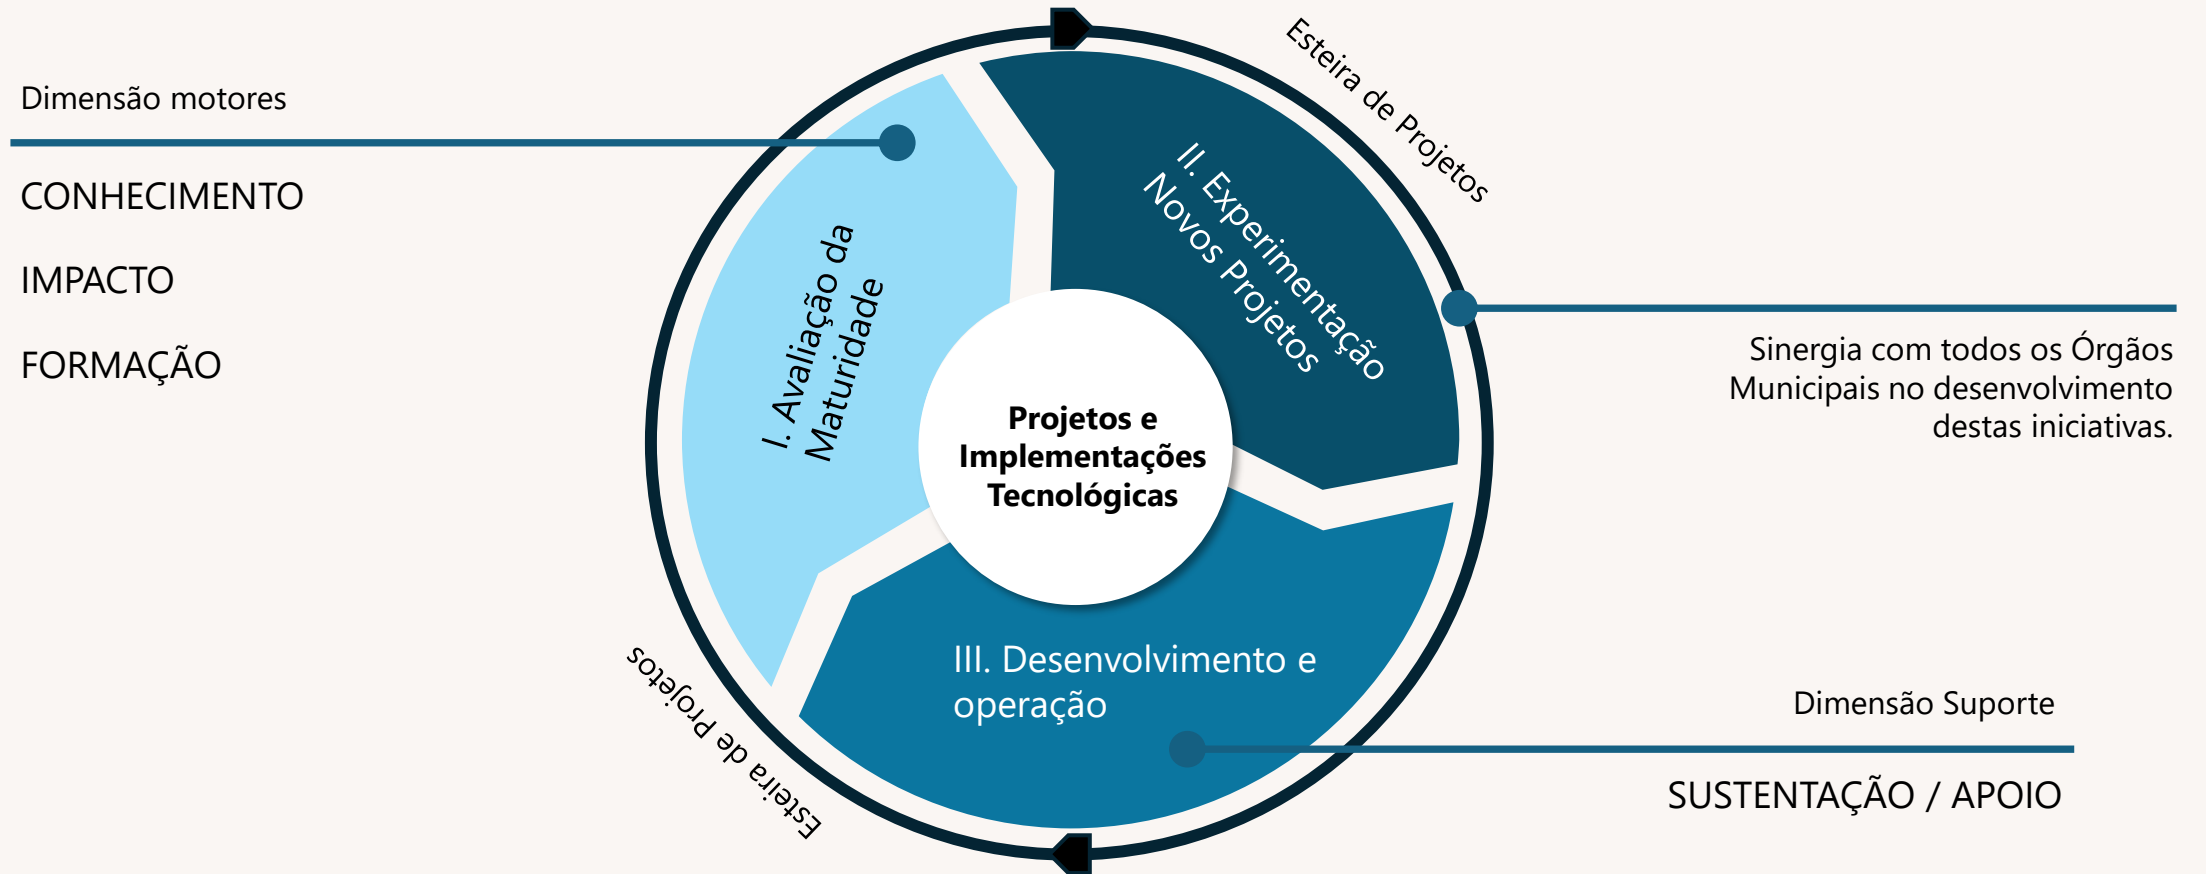 Dimensão motores
CONHECIMENTO
IMPACTO
FORMAÇÃO
I. Avaliação da
Maturidade
Esteira de Projetos
II. Experimentação
Novos Projetos
Projetos e
Implementações
Tecnológicas
Sinergia com todos os Órgãos
Municipais no desenvolvimento
destas iniciativas.
III. Desenvolvimento e
operação
Esteira de Projetos
Dimensão Suporte
SUSTENTAÇÃO / APOIO